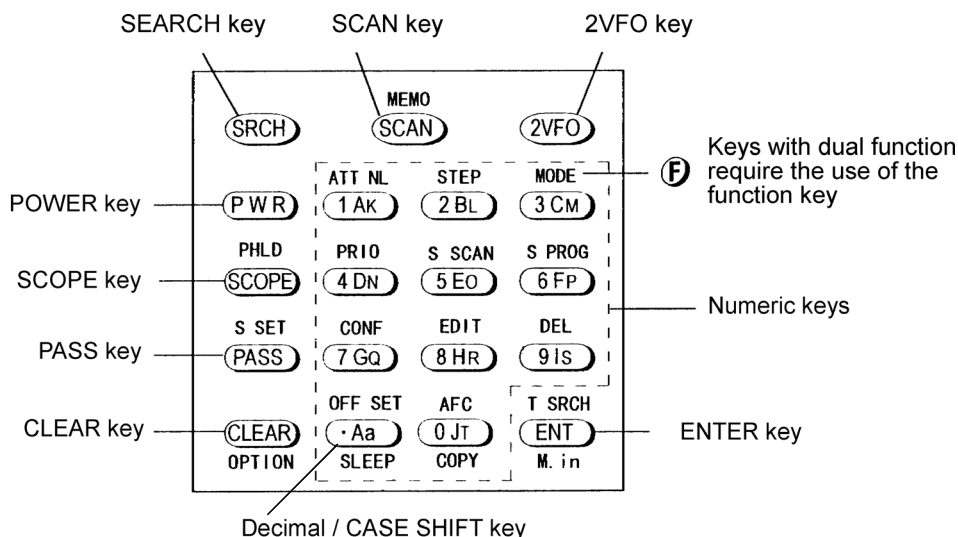 SEARCH key SCAN key 2VFO key
MEMO
SRCH SCAN 2VFO
F Keys with dual function
require the use of the
function key
ATT NL STEP MODE
POWER key PWR 1 AK 2 BL 3 CM
PHLD PRIO S SCAN S PROG
SCOPE key SCOPE 4 DN 5 EO 6 FP
Numeric keys
S SET CONF EDIT DEL
PASS key PASS 7 GQ 8 HR 9 IS
OFF SET AFC T SRCH
CLEAR key CLEAR ·Aa 0 JT ENT ENTER key
OPTION SLEEP COPY M. in
Decimal / CASE SHIFT key